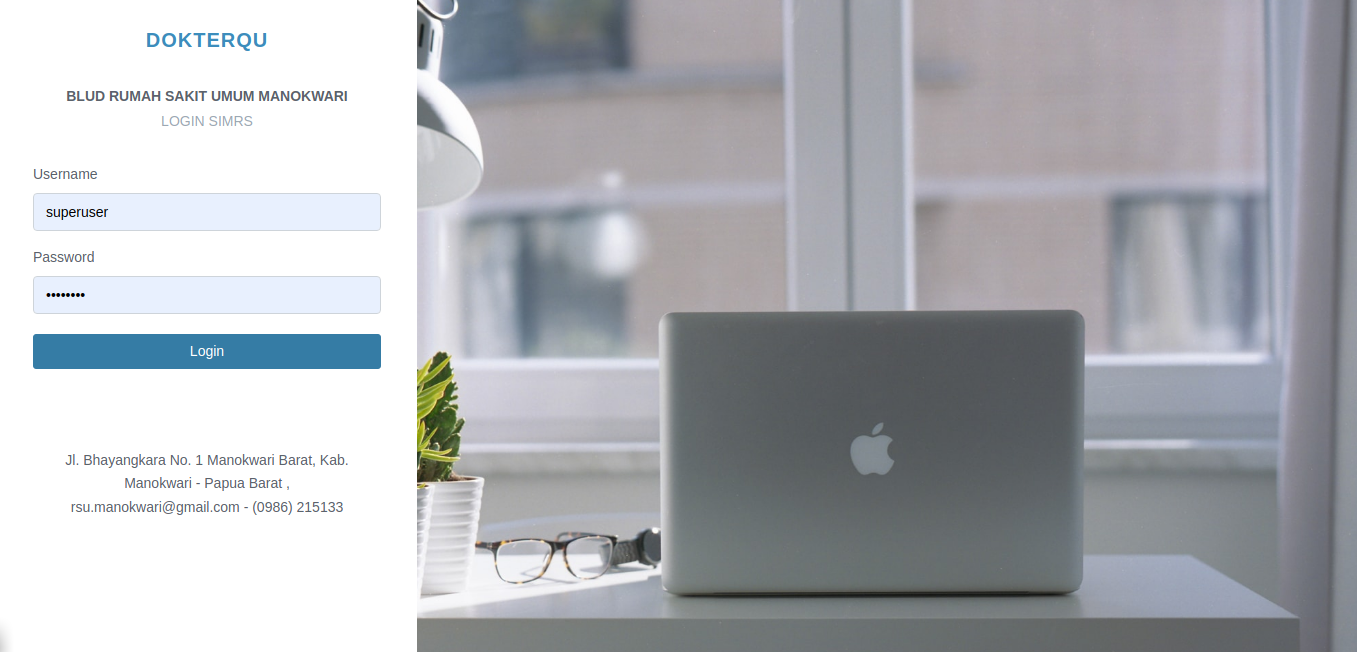 DOKTERQU
BLUD RUMAH SAKIT UMUM MANOKWARI
LOGIN SIMRS
Username
superuser
Password
••••••••
Login
Jl. Bhayangkara No. 1 Manokwari Barat, Kab.
Manokwari - Papua Barat ,
rsu.manokwari@gmail.com - (0986) 215133